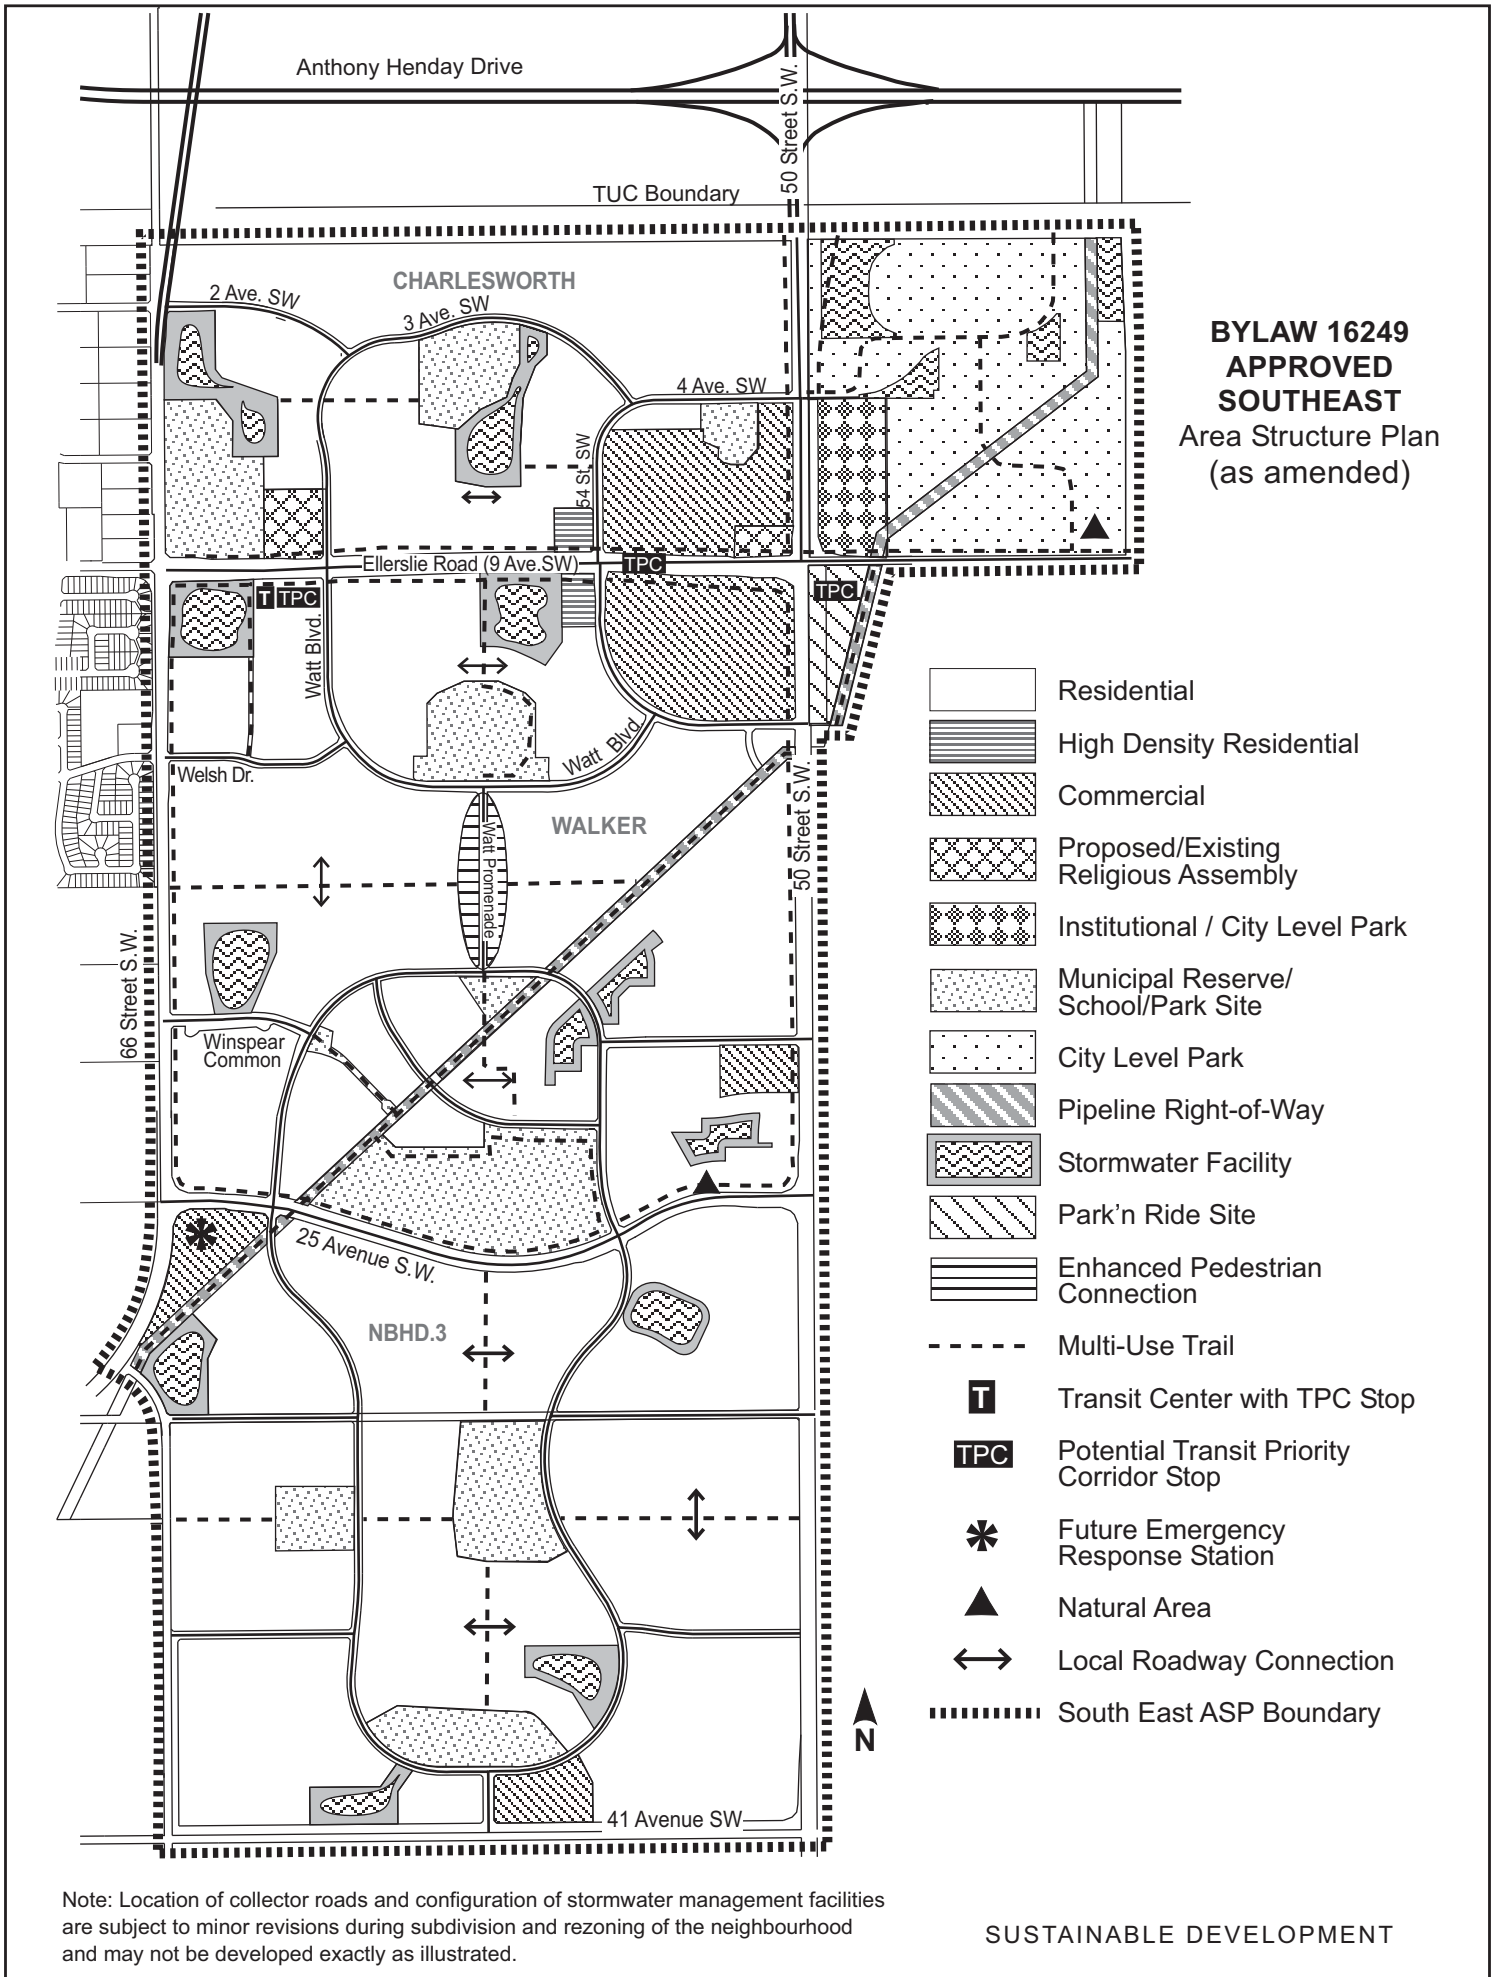 Anthony Henday Drive
50 Street S.W.
TUC Boundary
CHARLESWORTH
2 Ave. SW
3 Ave. SW
4 Ave. SW
54 St. SW
Ellerslie Road (9 Ave.SW)
TPC
T TPC
TPC
Watt Blvd.
Watt Blvd.
Welsh Dr.
WALKER
Watt Promenade
50 Street S.W.
66 Street S.W.
Winspear
Common
25 Avenue S.W.
NBHD.3
41 Avenue SW
N
BYLAW 16249
APPROVED
SOUTHEAST
Area Structure Plan
(as amended)
Residential
High Density Residential
Commercial
Proposed/Existing
Religious Assembly
Institutional / City Level Park
Municipal Reserve/
School/Park Site
City Level Park
Pipeline Right-of-Way
Stormwater Facility
Park'n Ride Site
Enhanced Pedestrian
Connection
Multi-Use Trail
T Transit Center with TPC Stop
TPC Potential Transit Priority
Corridor Stop
Future Emergency
Response Station
Natural Area
Local Roadway Connection
South East ASP Boundary
Note: Location of collector roads and configuration of stormwater management facilities
are subject to minor revisions during subdivision and rezoning of the neighbourhood
and may not be developed exactly as illustrated.
SUSTAINABLE DEVELOPMENT